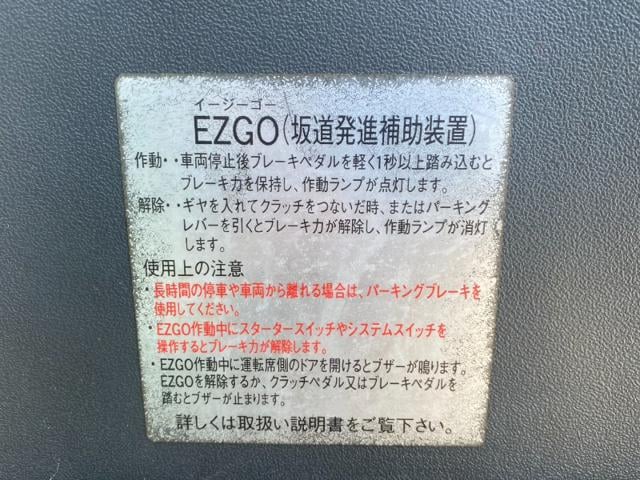 イージーゴー
EZGO(坂道発進補助装置)
作動・・車両停止後ブレーキペダルを軽く1秒以上踏み込むと
ブレーキ力を保持し、作動ランプが点灯します。
解除・・ギヤを入れてクラッチをつないだ時、またはパーキング
レバーを引くとブレーキ力が解除し、作動ランプが消灯
します。
使用上の注意
・長時間の停車や車両から離れる場合は、パーキングブレーキを
使用してください。
・EZGO作動中にスタータースイッチやシステムスイッチを
操作するとブレーキ力が解除します。
・EZGO作動中に運転席側のドアを開けるとブザーが鳴ります。
EZGOを解除するか、クラッチペダル又はブレーキペダルを
踏むとブザーが止まります。
詳しくは取扱い説明書をご覧下さい。